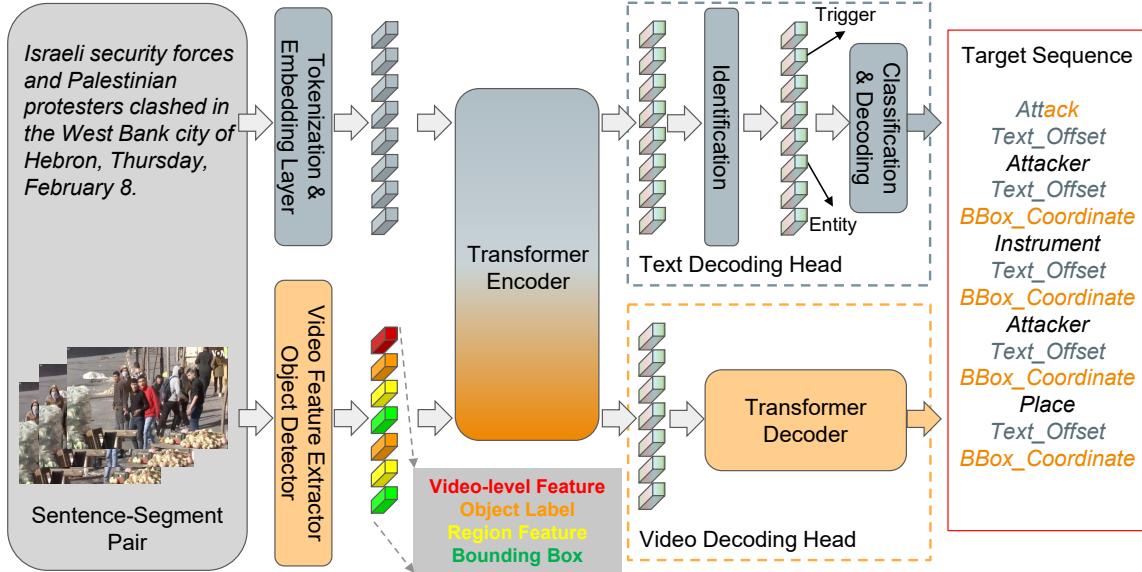 Israeli security forces
and Palestinian
protesters clashed in
the West Bank city of
Hebron, Thursday,
February 8.
Sentence-Segment
Pair
Tokenization &
Embedding Layer
Video Feature Extractor
Object Detector
Video-level Feature
Object Label
Region Feature
Bounding Box
Transformer
Encoder
Identification
Trigger
Entity
Classification
& Decoding
Text Decoding Head
Transformer
Decoder
Video Decoding Head
Target Sequence
Attack
Text_Offset
Attacker
Text_Offset
BBox_Coordinate
Instrument
Text_Offset
BBox_Coordinate
Attacker
Text_Offset
BBox_Coordinate
Place
Text_Offset
BBox_Coordinate